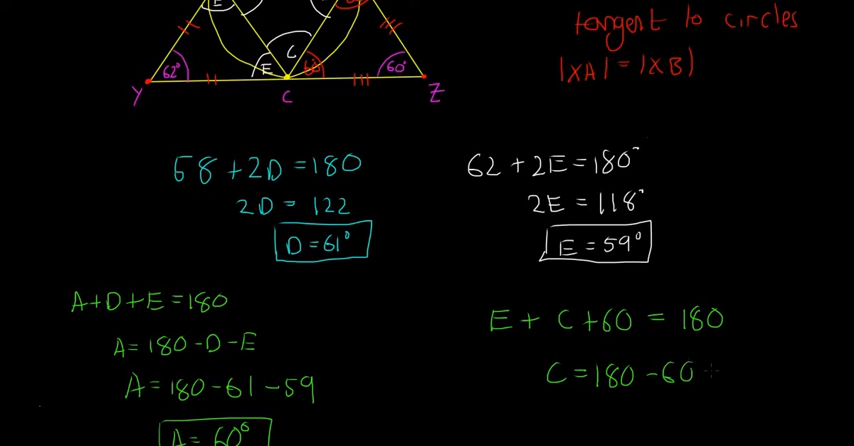 tangent to circles
|XA| = |XB|
E
C
62°
E
60°
60°
Y
C
Z
58 + 2D = 180
2D = 122
D = 61°
62 + 2E = 180°
2E = 118°
E = 59°
A + D + E = 180
A = 180 - D - E
A = 180 - 61 - 59
A = 60°
E + C + 60 = 180
C = 180 - 60